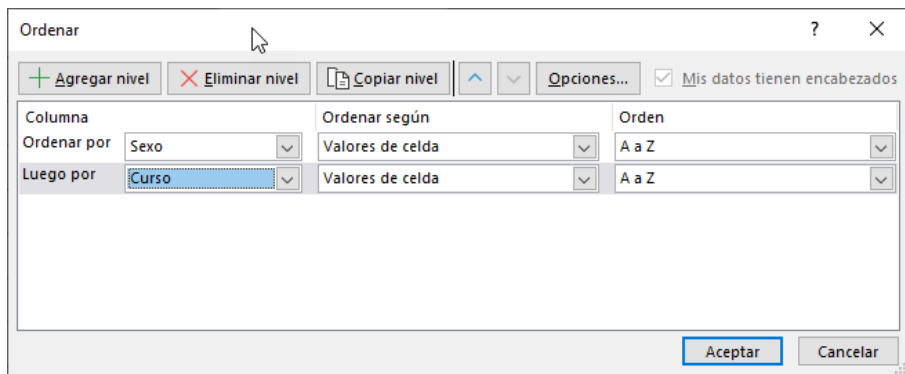 Ordenar ?
Agregar nivel Eliminar nivel Copiar nivel Opciones... Mis datos tienen encabezados
Columna Ordenar según Orden
Ordenar por Sexo Valores de celda A a Z
Luego por Curso Valores de celda A a Z
Aceptar Cancelar